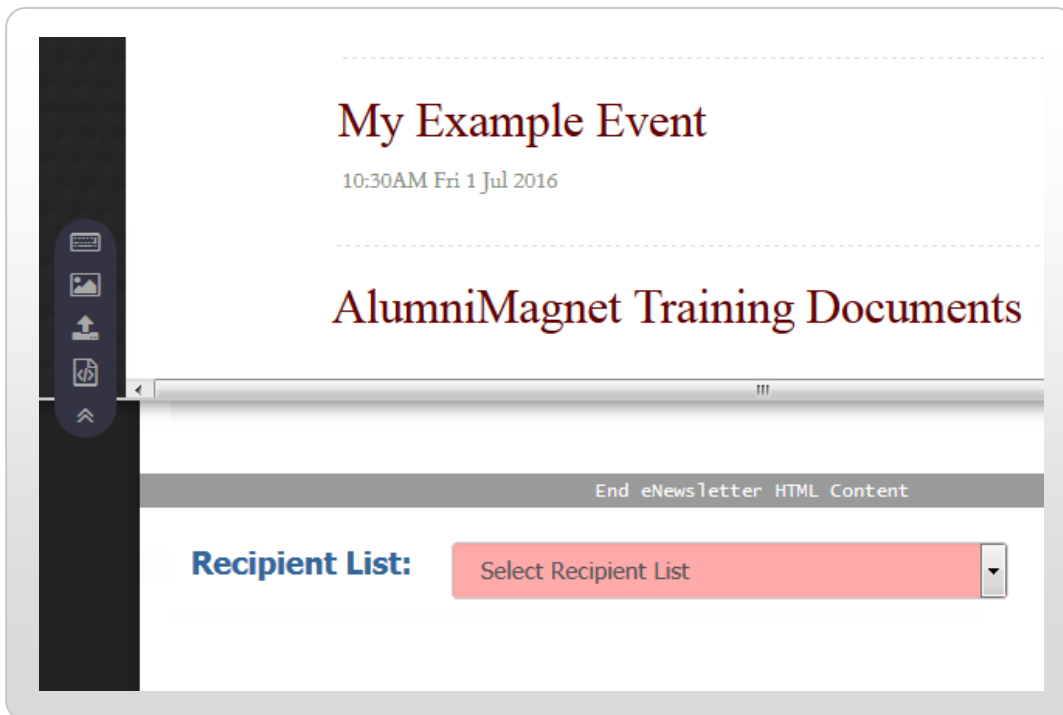 My Example Event
10:30AM Fri 1 Jul 2016
AlumniMagnet Training Documents
End eNewsletter HTML Content
Recipient List:
Select Recipient List